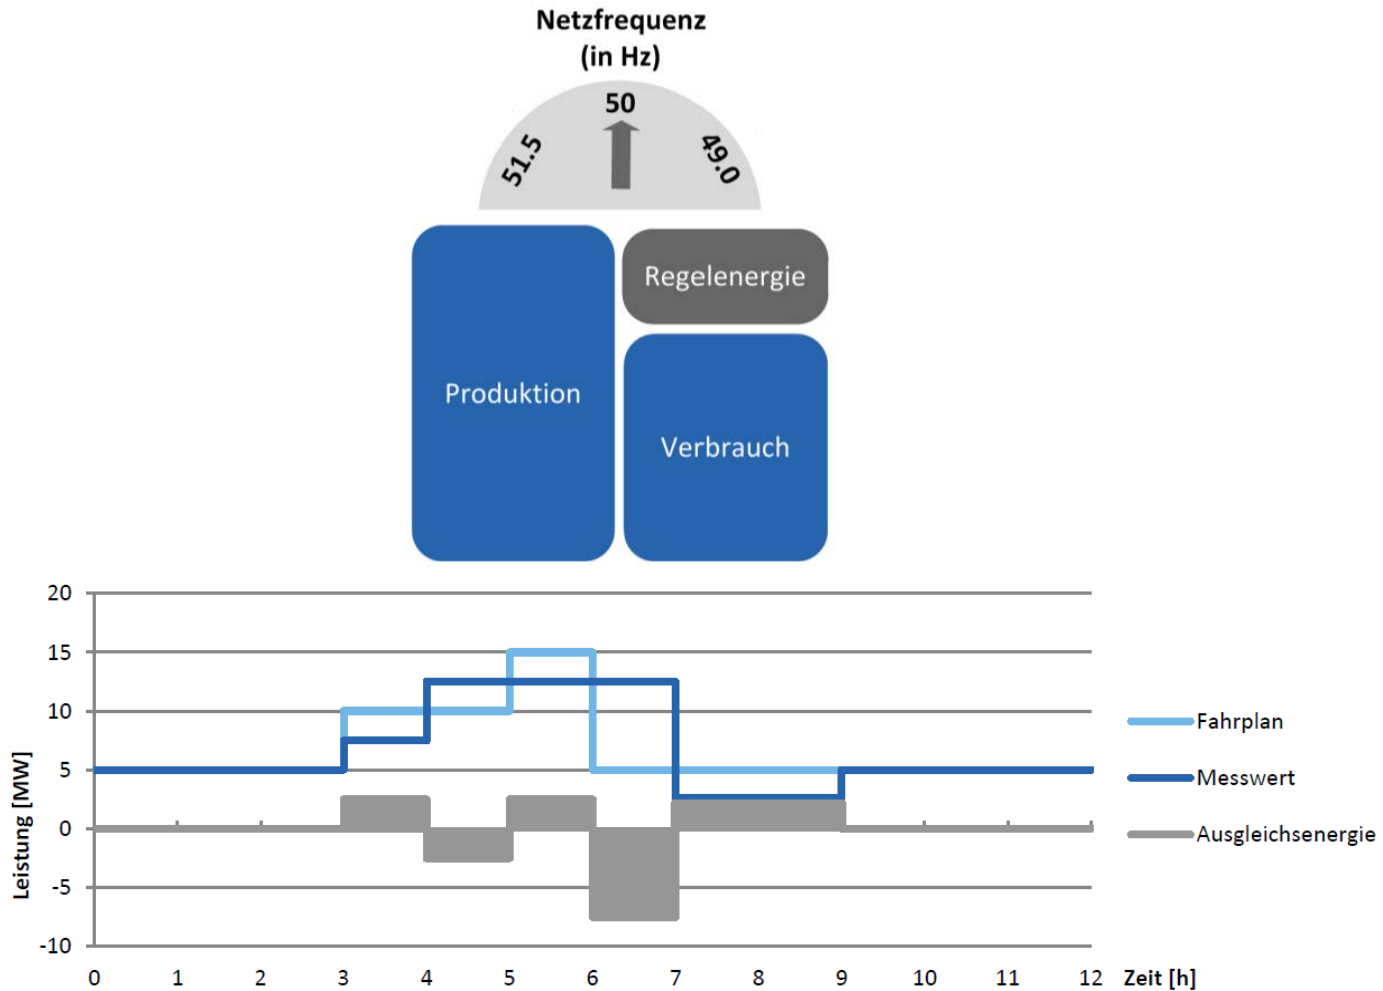 Netzfrequenz
(in Hz)
50
51.5
49.0
Regelenergie
Produktion
Verbrauch
20
15
10
5
0
-5
-10
Leistung [MW]
0 1 2 3 4 5 6 7 8 9 10 11 12 Zeit [h]
Fahrplan
Messwert
Ausgleichsenergie